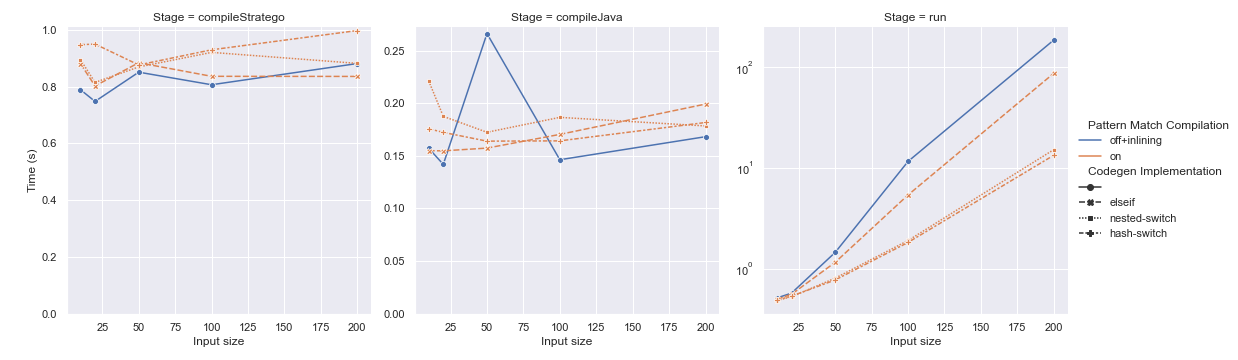 Stage = compileStratego
Stage = compileJava
Stage = run
Time (s)
1.0
0.8
0.6
0.4
0.2
0.0
25 50 75 100 125 150 175 200
Input size
0.25
0.20
0.15
0.10
0.05
0.00
25 50 75 100 125 150 175 200
Input size
10^2
10^1
10^0
25 50 75 100 125 150 175 200
Input size
Pattern Match Compilation
off+inlining
on
Codegen Implementation
elseif
nested-switch
hash-switch